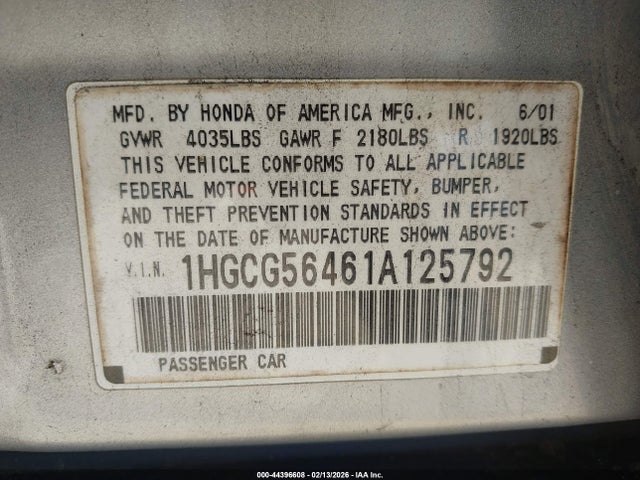 MFD. BY HONDA OF AMERICA MFG., INC. 6/01
GVWR 4035LBS GAWR F 2180LBS R 1920LBS
THIS VEHICLE CONFORMS TO ALL APPLICABLE
FEDERAL MOTOR VEHICLE SAFETY, BUMPER,
AND THEFT PREVENTION STANDARDS IN EFFECT
ON THE DATE OF MANUFACTURE SHOWN ABOVE:
V.I.N. 1HGCG56461A125792
PASSENGER CAR
000-44396608 - 02/13/2026 - IAA Inc.